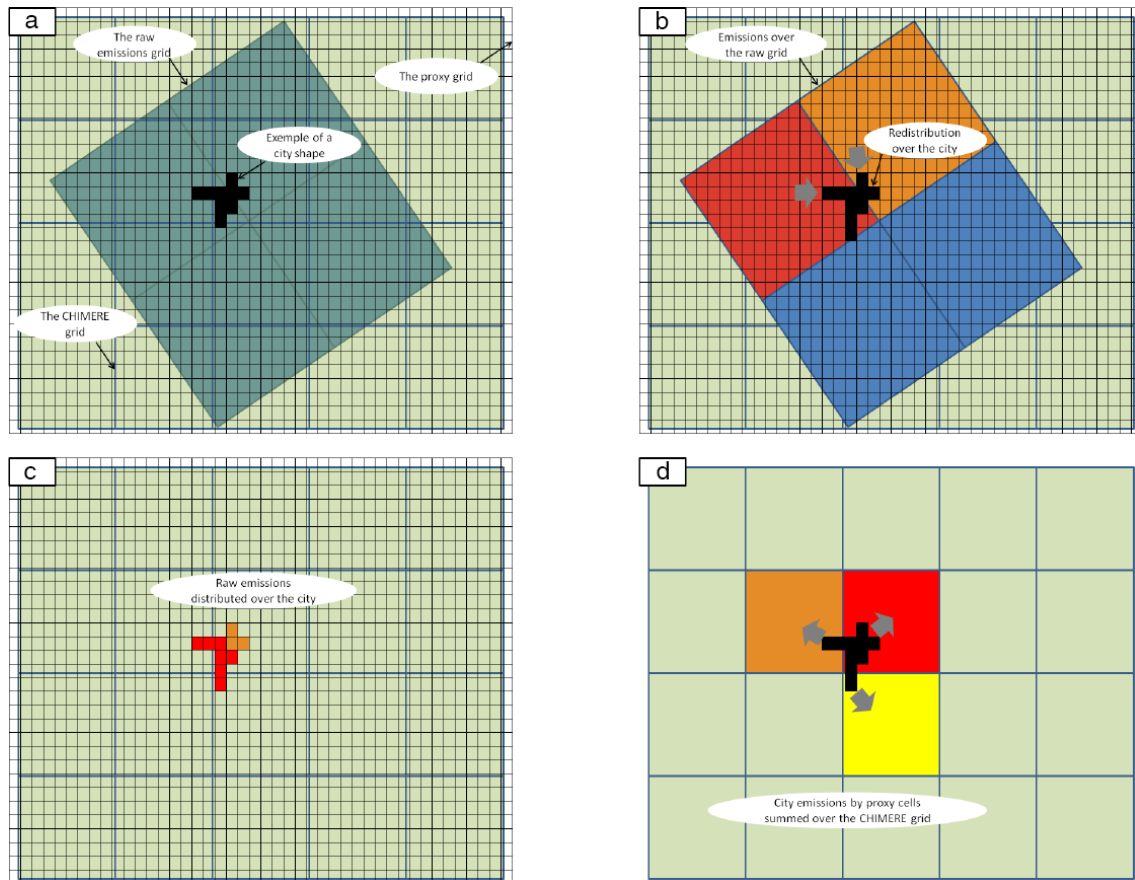 a
The raw
emissions grid
The proxy grid
Exemple of a
city shape
The CHIMERE
grid
b
Emissions over
the raw grid
Redistribution
over the city
c
Raw emissions
distributed over the city
d
City emissions by proxy cells
summed over the CHIMERE grid